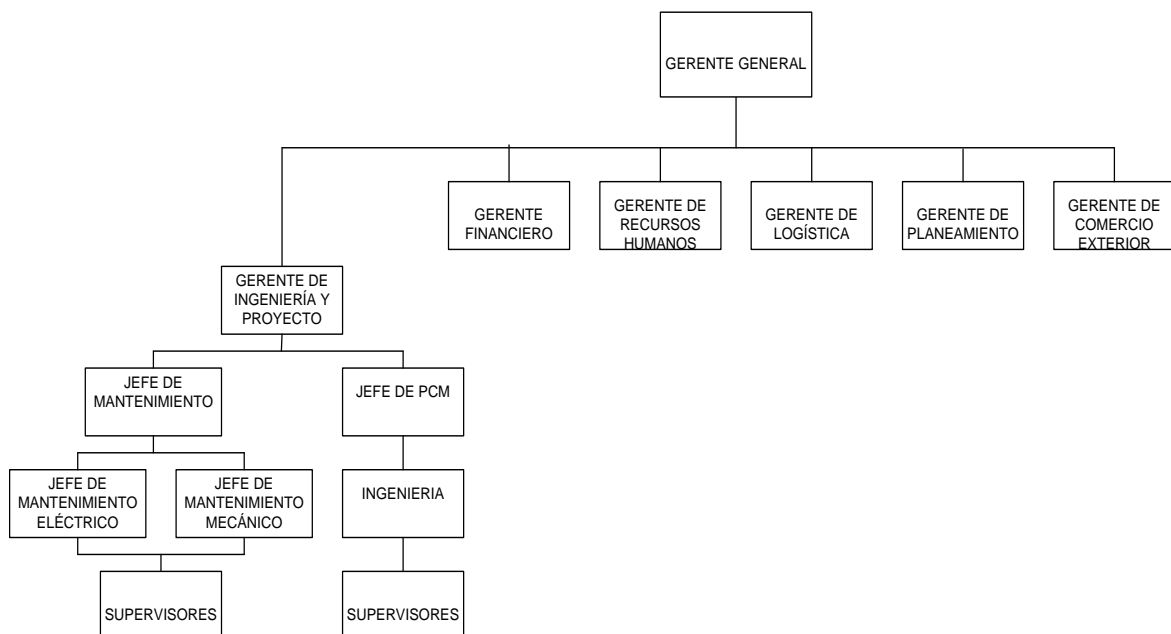 GERENTE GENERAL
GERENTE
FINANCIERO
GERENTE DE
RECURSOS
HUMANOS
GERENTE DE
LOGÍSTICA
GERENTE DE
PLANEAMIENTO
GERENTE DE
COMERCIO
EXTERIOR
GERENTE DE
INGENIERÍA Y
PROYECTO
JEFE DE
MANTENIMIENTO
JEFE DE PCM
JEFE DE
MANTENIMIENTO
ELÉCTRICO
JEFE DE
MANTENIMIENTO
MECÁNICO
INGENIERIA
SUPERVISORES
SUPERVISORES